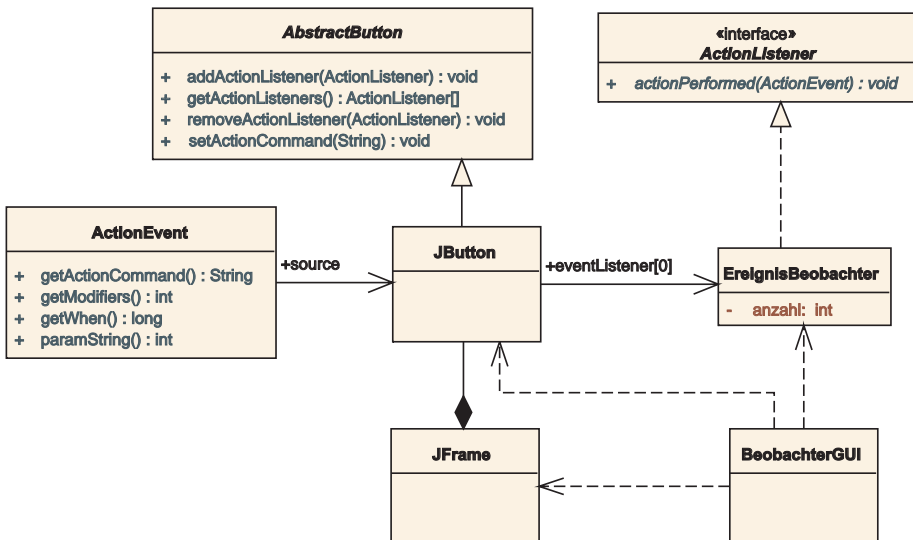 AbstractButton
+ addActionListener(ActionListener) : void
+ getActionListeners() : ActionListener[]
+ removeActionListener(ActionListener) : void
+ setActionCommand(String) : void
«interface»
ActionListener
+ actionPerformed(ActionEvent) : void
ActionEvent
+ getActionCommand() : String
+ getModifiers() : int
+ getWhen() : long
+ paramString() : int
+source
JButton
+eventListener[0]
EreignisBeobachter
- anzahl: int
JFrame
BeobachterGUI